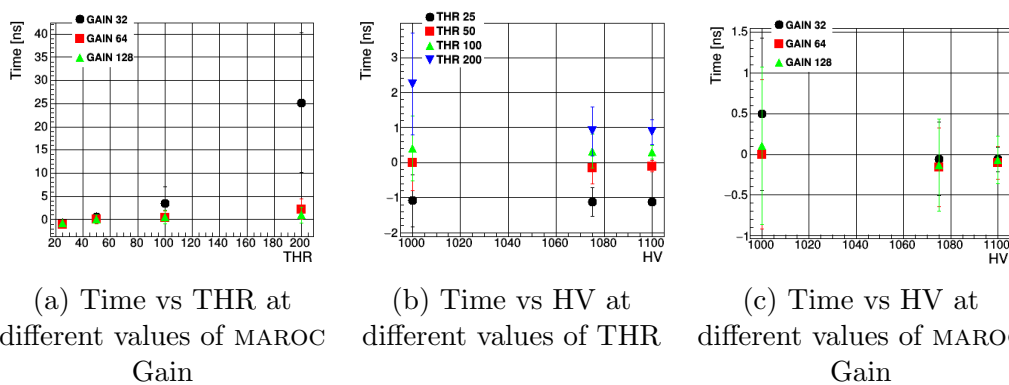 GAIN 32
GAIN 64
GAIN 128
Time [ns]
40
35
30
25
20
15
10
5
0
20 40 60 80 100 120 140 160 180 200
THR
THR 25
THR 50
THR 100
THR 200
Time [ns]
3
2
1
0
−1
−2
1000 1020 1040 1060 1080 1100
HV
GAIN 32
GAIN 64
GAIN 128
Time [ns]
1.5
1
0.5
0
−0.5
−1
1000 1020 1040 1060 1080 1100
HV
(a) Time vs THR at
different values of MAROC
Gain
(b) Time vs HV at
different values of THR
(c) Time vs HV at
different values of MAROC
Gain